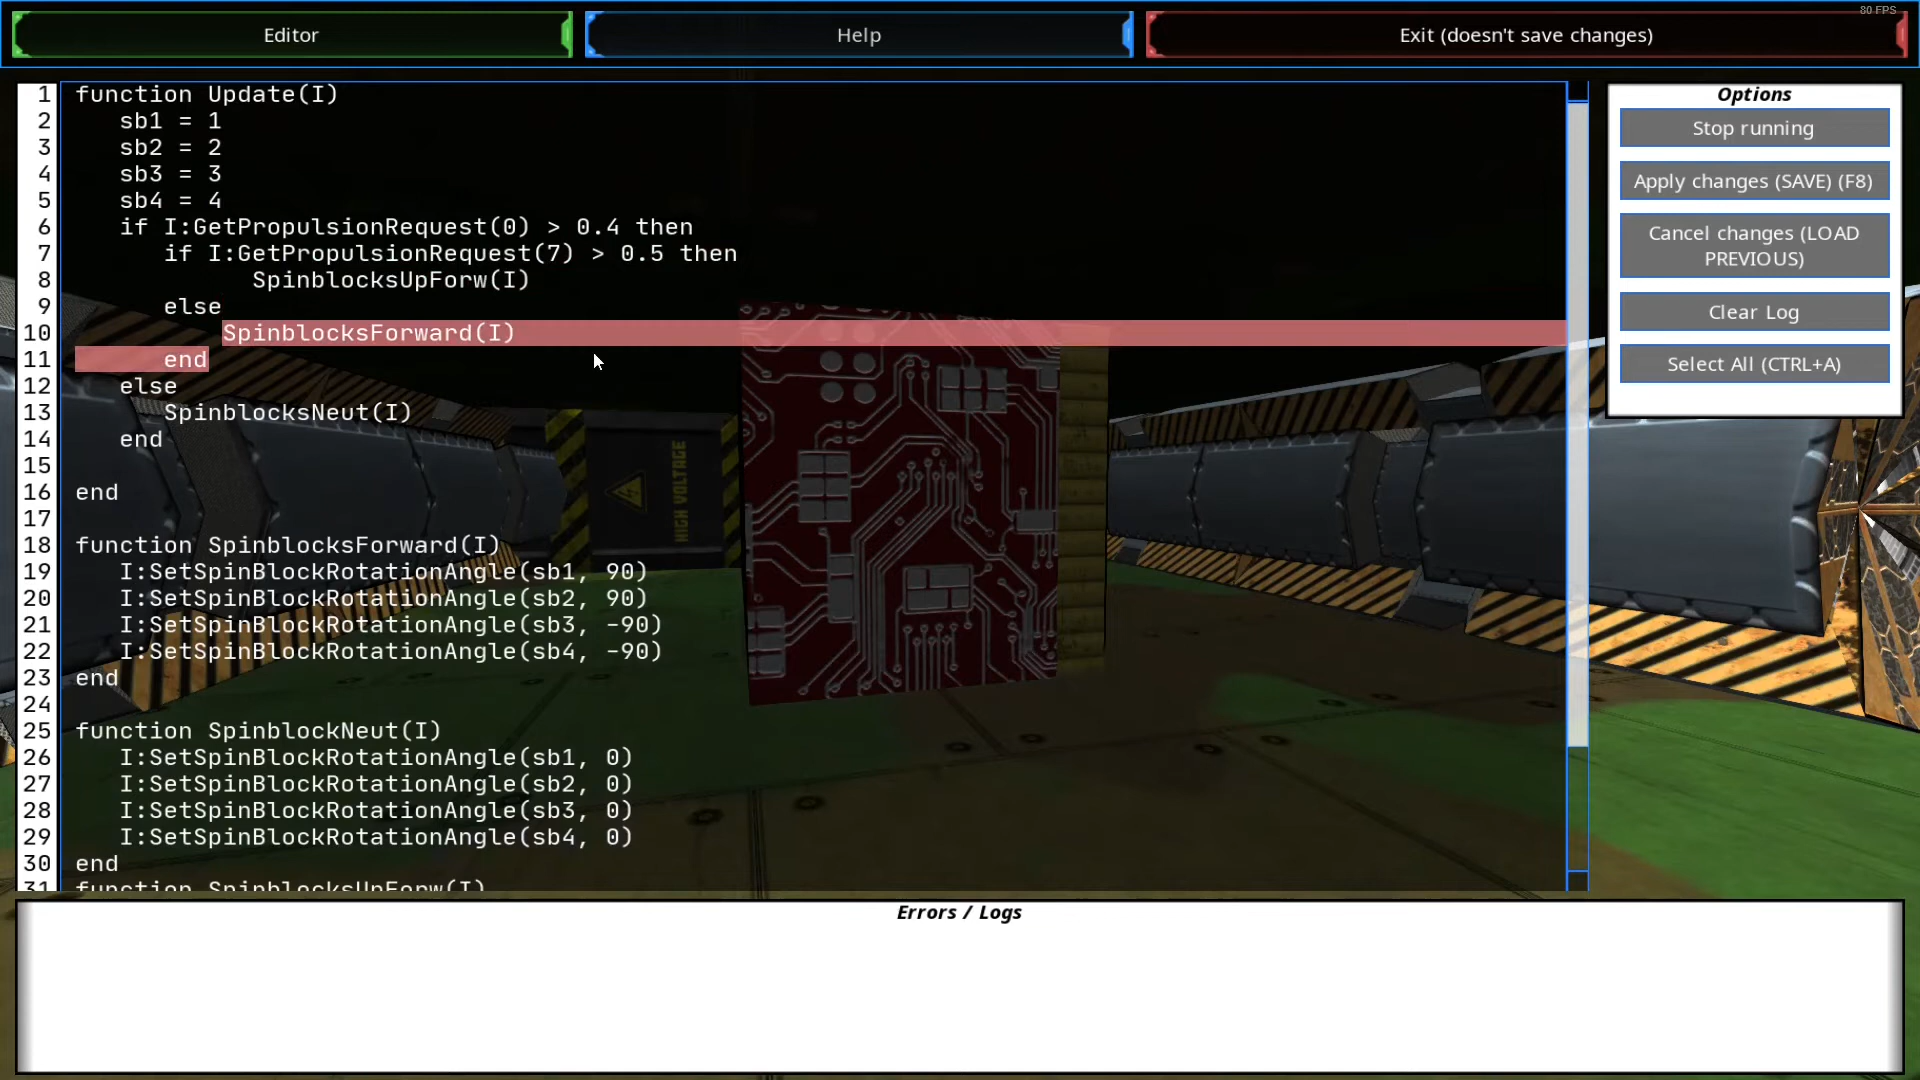 80 FPS
Editor
Help
Exit (doesn't save changes)
1 function Update(I)
2 sb1 = 1
3 sb2 = 2
4 sb3 = 3
5 sb4 = 4
6 if I:GetPropulsionRequest(0) > 0.4 then
7 if I:GetPropulsionRequest(7) > 0.5 then
8 SpinblocksUpForw(I)
9 else
10 SpinblocksForward(I)
11 end
12 else
13 SpinblocksNeut(I)
14 end
15
16 end
17
18 function SpinblocksForward(I)
19 I:SetSpinBlockRotationAngle(sb1, 90)
20 I:SetSpinBlockRotationAngle(sb2, 90)
21 I:SetSpinBlockRotationAngle(sb3, -90)
22 I:SetSpinBlockRotationAngle(sb4, -90)
23 end
24
25 function SpinblockNeut(I)
26 I:SetSpinBlockRotationAngle(sb1, 0)
27 I:SetSpinBlockRotationAngle(sb2, 0)
28 I:SetSpinBlockRotationAngle(sb3, 0)
29 I:SetSpinBlockRotationAngle(sb4, 0)
30 end
31 function SpinblocksUpForw(I)
Options
Stop running
Apply changes (SAVE) (F8)
Cancel changes (LOAD
PREVIOUS)
Clear Log
Select All (CTRL+A)
HIGH VOLTAGE
Errors / Logs